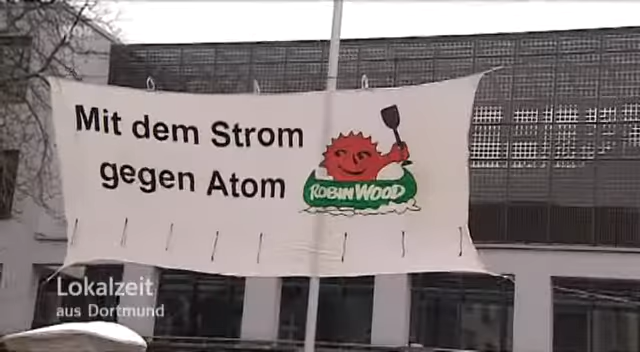 Mit dem Strom
gegen Atom
ROBIN WOOD
Lokalzeit
aus Dortmund